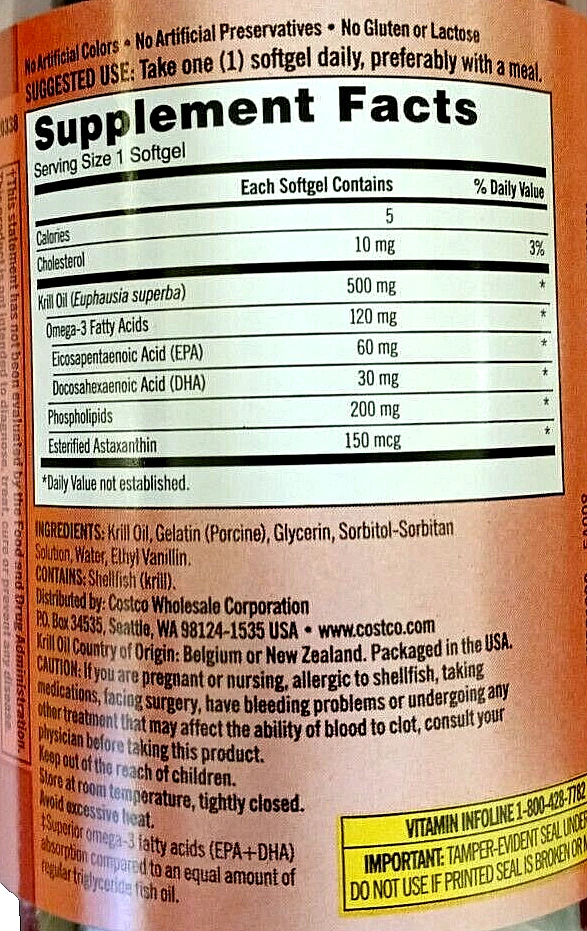 No Artificial Colors • No Artificial Preservatives • No Gluten or Lactose
SUGGESTED USE: Take one (1) softgel daily, preferably with a meal.
Supplement Facts
Serving Size 1 Softgel
Each Softgel Contains % Daily Value
Calories 5
Cholesterol 10 mg 3%
Krill Oil (Euphausia superba) 500 mg *
Omega-3 Fatty Acids 120 mg *
Eicosapentaenoic Acid (EPA) 60 mg *
Docosahexaenoic Acid (DHA) 30 mg *
Phospholipids 200 mg *
Esterified Astaxanthin 150 mcg *
*Daily Value not established.
INGREDIENTS: Krill Oil, Gelatin (Porcine), Glycerin, Sorbitol-Sorbitan
Solution, Water, Ethyl Vanillin.
CONTAINS: Shellfish (krill).
Distributed by: Costco Wholesale Corporation
P.O. Box 34535, Seattle, WA 98124-1535 USA • www.costco.com
Krill Oil Country of Origin: Belgium or New Zealand. Packaged in the USA.
CAUTION: If you are pregnant or nursing, allergic to shellfish, taking
medications, facing surgery, have bleeding problems or undergoing any
other treatment that may affect the ability of blood to clot, consult your
physician before taking this product.
Keep out of the reach of children.
Store at room temperature, tightly closed.
Avoid excessive heat.
‡Superior omega-3 fatty acids (EPA+DHA)
absorption compared to an equal amount of
regular triglyceride fish oil.
VITAMIN INFOLINE 1-800-428-7782
IMPORTANT: TAMPER-EVIDENT SEAL UNDER
DO NOT USE IF PRINTED SEAL IS BROKEN OR
†This statement has not been evaluated by the Food and Drug Administration.
intended to diagnose, treat, cure or prevent any disease.